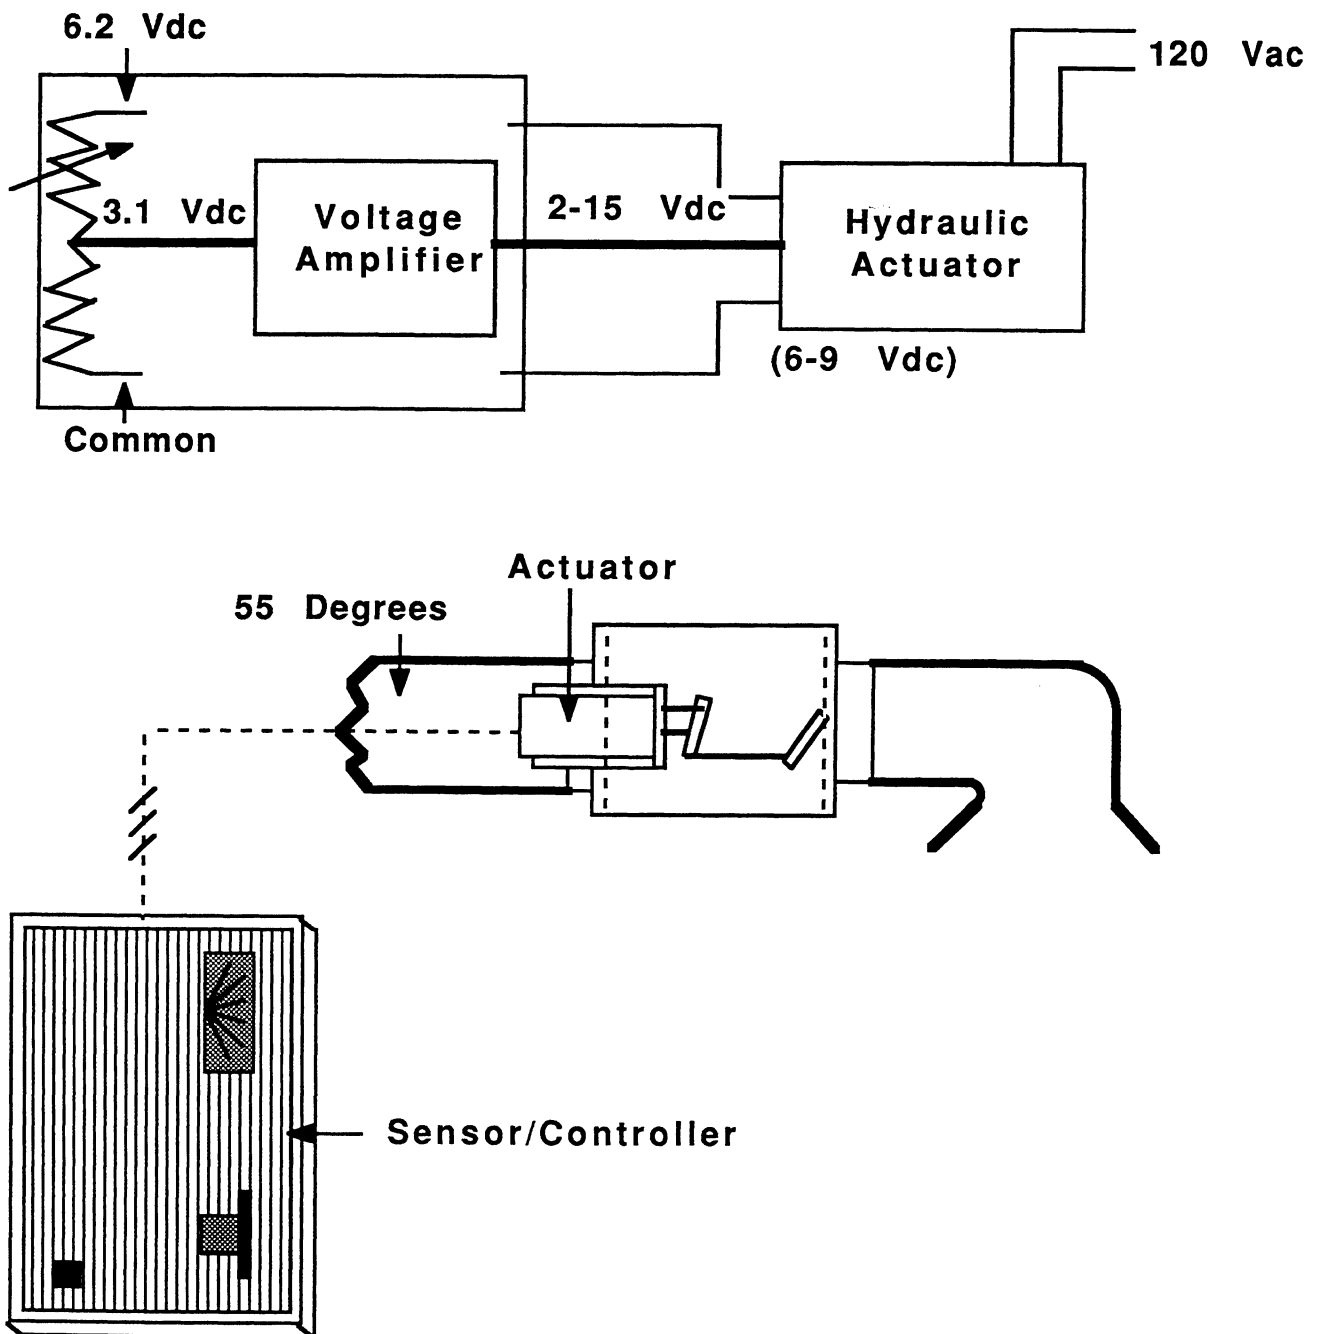 6.2 Vdc
120 Vac
3.1 Vdc
Voltage
Amplifier
2-15 Vdc
Hydraulic
Actuator
(6-9 Vdc)
Common
Actuator
55 Degrees
Sensor/Controller